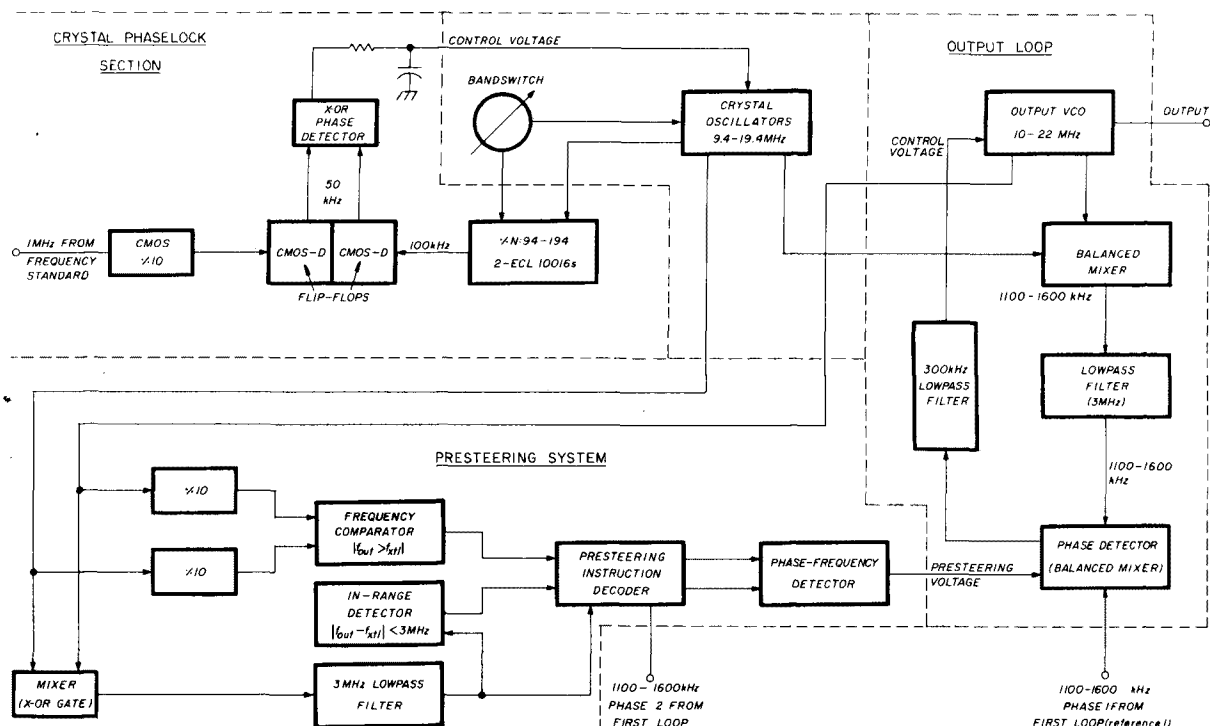 CRYSTAL PHASELOCK
SECTION
CONTROL VOLTAGE
OUTPUT LOOP
BANDSWITCH
X-OR
PHASE
DETECTOR
CRYSTAL
OSCILLATORS
9.4-19.4MHz
OUTPUT VCO
10-22 MHz
OUTPUT
CONTROL
VOLTAGE
50
kHz
1MHz FROM
FREQUENCY
STANDARD
CMOS
%10
CMOS-D
CMOS-D
FLIP-FLOPS
100kHz
%N:94-194
2-ECL 10016s
BALANCED
MIXER
1100-1600 kHz
300kHz
LOWPASS
FILTER
LOWPASS
FILTER
(3MHz)
1100-1600
kHz
PRESTEERING SYSTEM
%10
%10
FREQUENCY
COMPARATOR
|fout>fxtl|
IN-RANGE
DETECTOR
|fout-fxtl|<3MHz
PRESTEERING
INSTRUCTION
DECODER
PHASE-FREQUENCY
DETECTOR
PRESTEERING
VOLTAGE
PHASE DETECTOR
(BALANCED MIXER)
MIXER
(X-OR GATE)
3MHz LOWPASS
FILTER
1100-1600kHz
PHASE 2 FROM
FIRST LOOP
1100-1600 kHz
PHASE 1 FROM
FIRST LOOP(reference1)